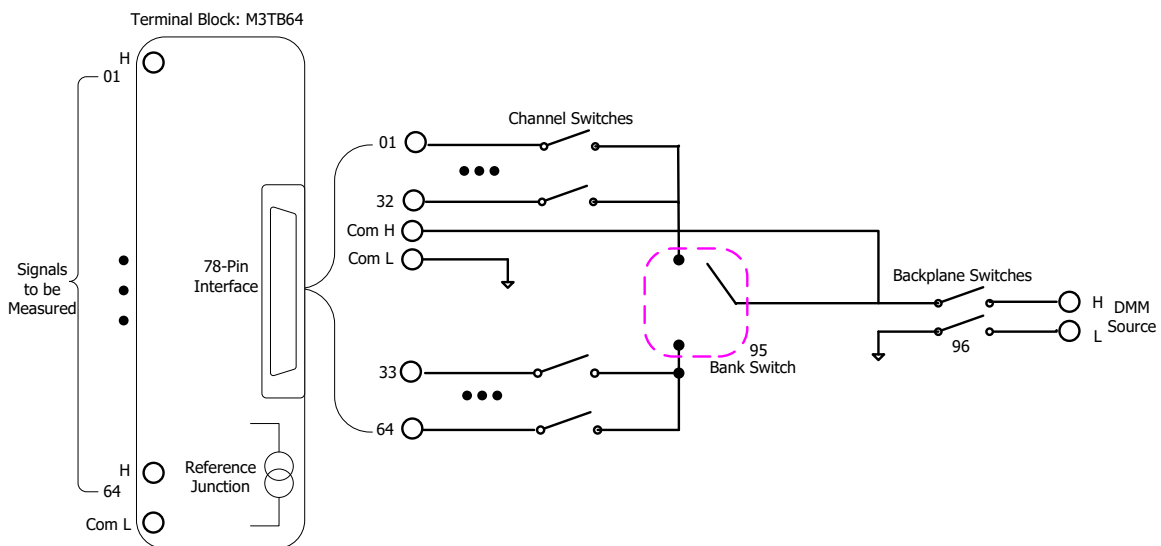 Terminal Block: M3TB64
H
01
Signals
to be
Measured
78-Pin
Interface
H
64
Com L
Reference
Junction
01
32
Com H
Com L
33
64
Channel Switches
95
Bank Switch
Backplane Switches
96
H
L
DMM
Source